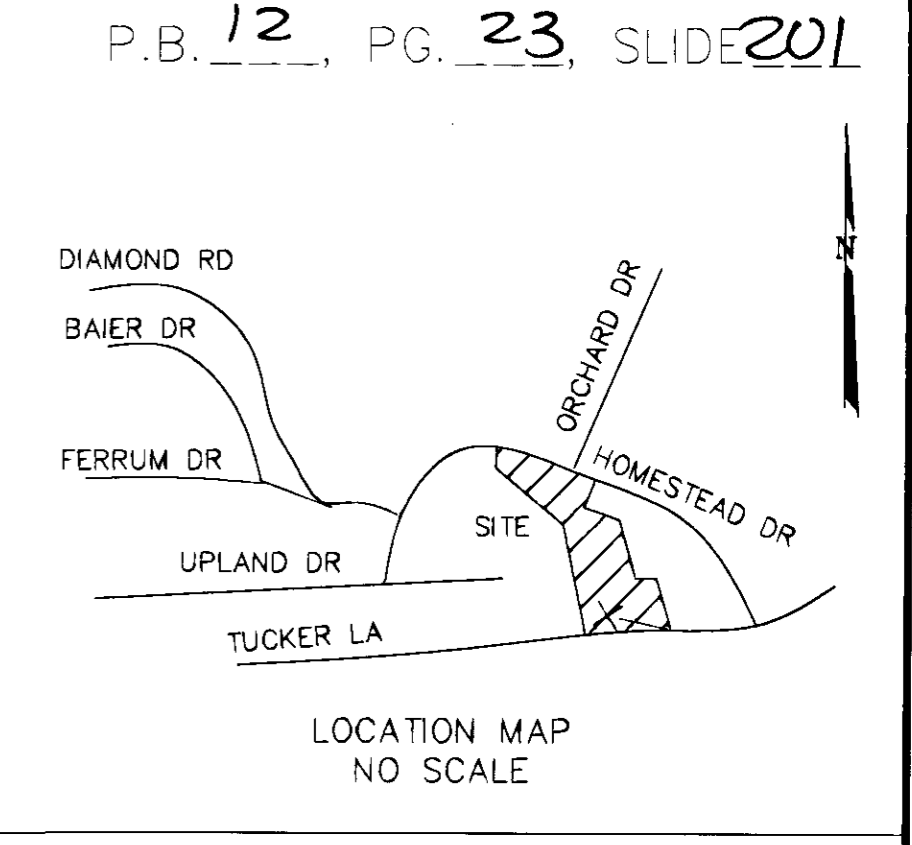 P.B. 12, PG. 23, SLIDE 201
N
DIAMOND RD
BAIER DR
ORCHARD DR
FERRUM DR
HOMESTEAD DR
SITE
UPLAND DR
TUCKER LA
LOCATION MAP
NO SCALE